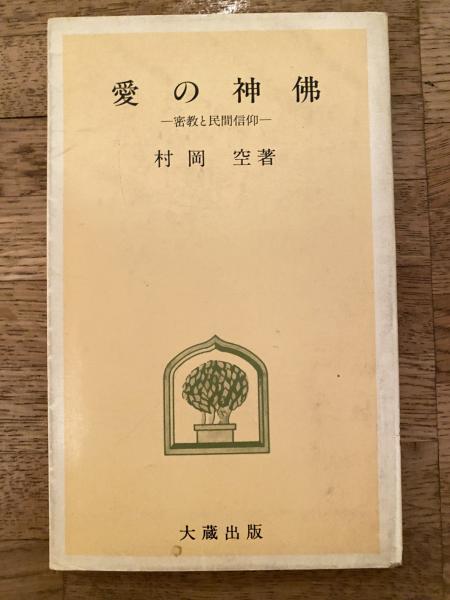 愛の神佛
―密教と民間信仰―
村岡 空著
大蔵出版